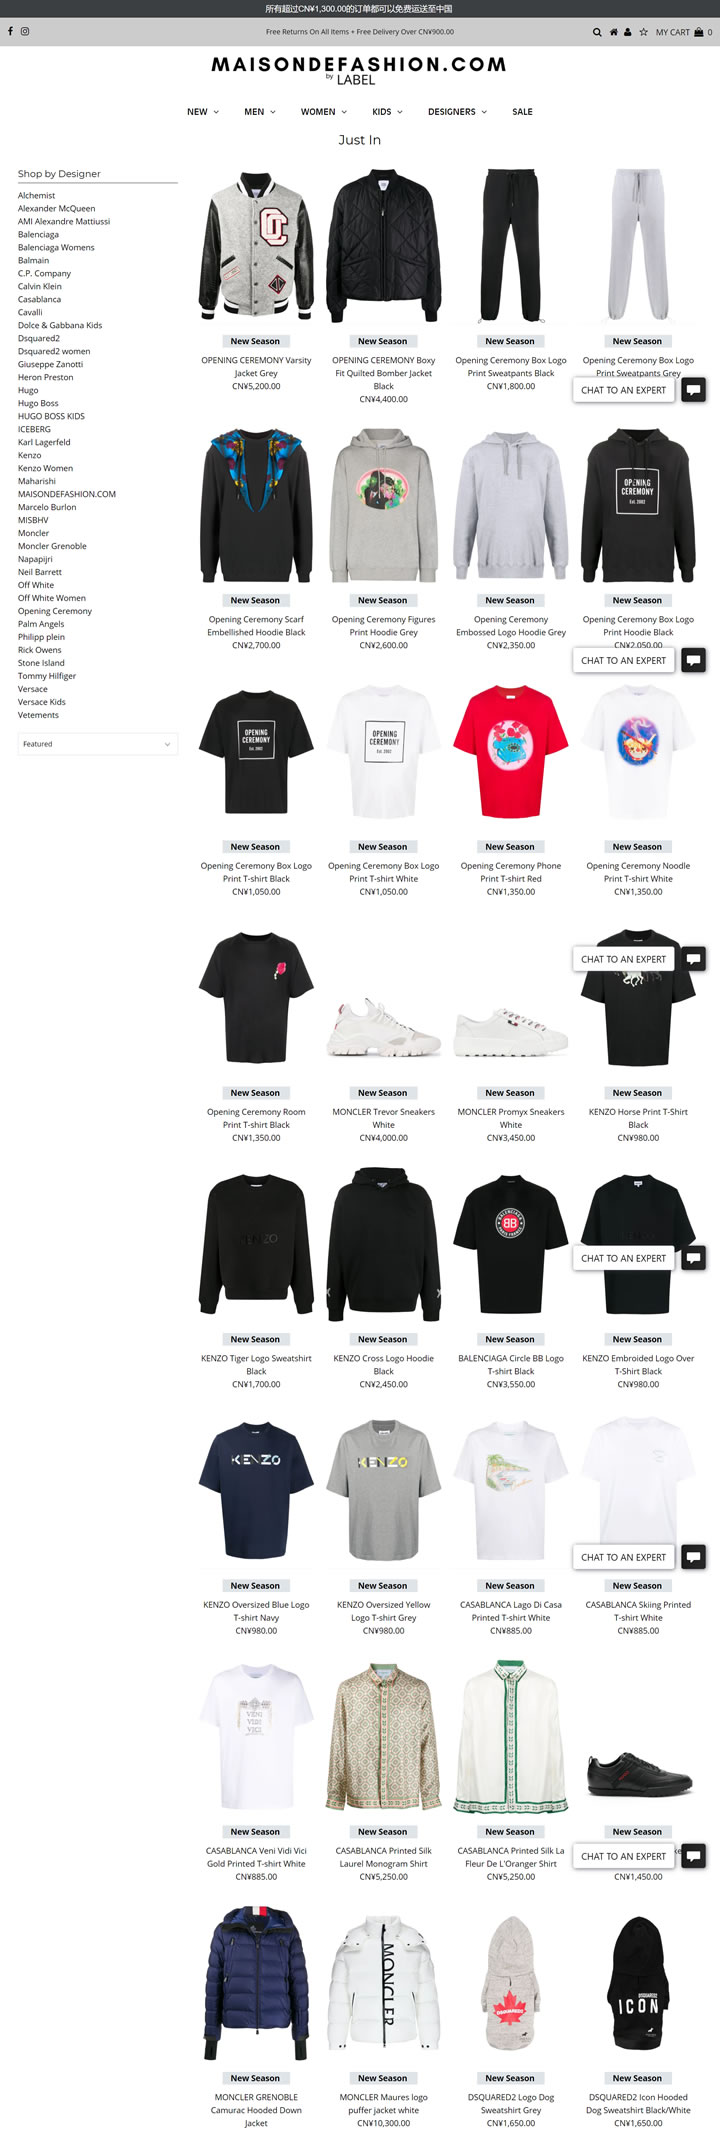 所有超过CN¥1,300.00的订单都可以免费运送至中国
Free Returns On All Items + Free Delivery Over CN¥900.00
MY CART 0
MAISONDEFASHION.COM
by LABEL
NEW MEN WOMEN KIDS DESIGNERS SALE
Just In
Shop by Designer
Alchemist
Alexander McQueen
AMI Alexandre Mattiussi
Balenciaga
Balenciaga Womens
Balmain
C.P. Company
Calvin Klein
Casablanca
Cavalli
Dolce & Gabbana Kids
Dsquared2
Dsquared2 women
Giuseppe Zanotti
Heron Preston
Hugo
Hugo Boss
HUGO BOSS KIDS
ICEBERG
Karl Lagerfeld
Kenzo
Kenzo Women
Maharishi
MAISONDEFASHION.COM
Marcelo Burlon
MISBHV
Moncler
Moncler Grenoble
Napapijri
Neil Barrett
Off White
Off White Women
Opening Ceremony
Palm Angels
Philipp plein
Rick Owens
Stone Island
Tommy Hilfiger
Versace
Versace Kids
Vetements
Featured
New Season
OPENING CEREMONY Varsity
Jacket Grey
CN¥5,200.00
New Season
OPENING CEREMONY Boxy
Fit Quilted Bomber Jacket
Black
CN¥4,400.00
New Season
Opening Ceremony Box Logo
Print Sweatpants Black
CN¥1,800.00
New Season
Opening Ceremony Box Logo
Print Sweatpants Grey
CHAT TO AN EXPERT
New Season
Opening Ceremony Scarf
Embellished Hoodie Black
CN¥2,700.00
New Season
Opening Ceremony Figures
Print Hoodie Grey
CN¥2,600.00
New Season
Opening Ceremony
Embossed Logo Hoodie Grey
CN¥2,350.00
OPENING
CEREMONY
Est. 2002
New Season
Opening Ceremony Box Logo
Print Hoodie Black
CN¥2,050.00
CHAT TO AN EXPERT
OPENING
CEREMONY
Est. 2002
New Season
Opening Ceremony Box Logo
Print T-shirt Black
CN¥1,050.00
OPENING
CEREMONY
Est. 2002
New Season
Opening Ceremony Box Logo
Print T-shirt White
CN¥1,050.00
New Season
Opening Ceremony Phone
Print T-shirt Red
CN¥1,350.00
New Season
Opening Ceremony Noodle
Print T-shirt White
CN¥1,350.00
New Season
Opening Ceremony Room
Print T-shirt Black
CN¥1,350.00
New Season
MONCLER Trevor Sneakers
White
CN¥4,000.00
New Season
MONCLER Promyx Sneakers
White
CN¥3,450.00
CHAT TO AN EXPERT
New Season
KENZO Horse Print T-Shirt
Black
CN¥980.00
KENZO
New Season
KENZO Tiger Logo Sweatshirt
Black
CN¥1,700.00
New Season
KENZO Cross Logo Hoodie
Black
CN¥2,450.00
BALENCIAGA
BB
PARIS FRANCE
New Season
BALENCIAGA Circle BB Logo
T-shirt Black
CN¥3,550.00
CHAT TO AN EXPERT
New Season
KENZO Embroided Logo Over
T-Shirt Black
CN¥980.00
KENZO
New Season
KENZO Oversized Blue Logo
T-shirt Navy
CN¥980.00
KENZO
New Season
KENZO Oversized Yellow
Logo T-shirt Grey
CN¥980.00
New Season
CASABLANCA Lago Di Casa
Printed T-shirt White
CN¥885.00
CHAT TO AN EXPERT
New Season
CASABLANCA Skiing Printed
T-shirt White
CN¥885.00
VENI
VIDI
VICI
New Season
CASABLANCA Veni Vidi Vici
Gold Printed T-shirt White
CN¥885.00
New Season
CASABLANCA Printed Silk
Laurel Monogram Shirt
CN¥5,250.00
New Season
CASABLANCA Printed Silk La
Fleur De L'Oranger Shirt
CN¥5,250.00
New Season
CHAT TO AN EXPERT
CN¥1,450.00
New Season
MONCLER GRENOBLE
Camurac Hooded Down
Jacket
MONCLER
New Season
MONCLER Maures logo
puffer jacket white
CN¥10,300.00
DSQUARED2
New Season
DSQUARED2 Logo Dog
Sweatshirt Grey
CN¥1,650.00
DSQUARED2
ICON
New Season
DSQUARED2 Icon Hooded
Dog Sweatshirt Black/White
CN¥1,650.00